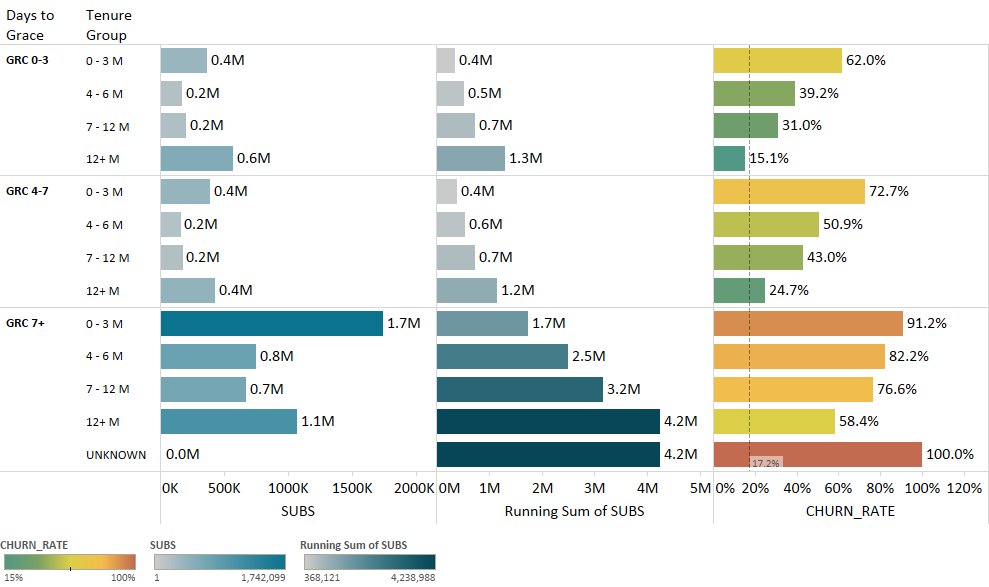 Days to Grace Tenure Group
GRC 0-3 0 - 3 M 0.4M 0.4M 62.0%
4 - 6 M 0.2M 0.5M 39.2%
7 - 12 M 0.2M 0.7M 31.0%
12+ M 0.6M 1.3M 15.1%
GRC 4-7 0 - 3 M 0.4M 0.4M 72.7%
4 - 6 M 0.2M 0.6M 50.9%
7 - 12 M 0.2M 0.7M 43.0%
12+ M 0.4M 1.2M 24.7%
GRC 7+ 0 - 3 M 1.7M 1.7M 91.2%
4 - 6 M 0.8M 2.5M 82.2%
7 - 12 M 0.7M 3.2M 76.6%
12+ M 1.1M 4.2M 58.4%
UNKNOWN 0.0M 4.2M 100.0%
17.2%
0K 500K 1000K 1500K 2000K 0M 1M 2M 3M 4M 5M 0% 20% 40% 60% 80% 100% 120%
SUBS Running Sum of SUBS CHURN_RATE
CHURN_RATE SUBS Running Sum of SUBS
15% 100% 1 1,742,099 368,121 4,238,988